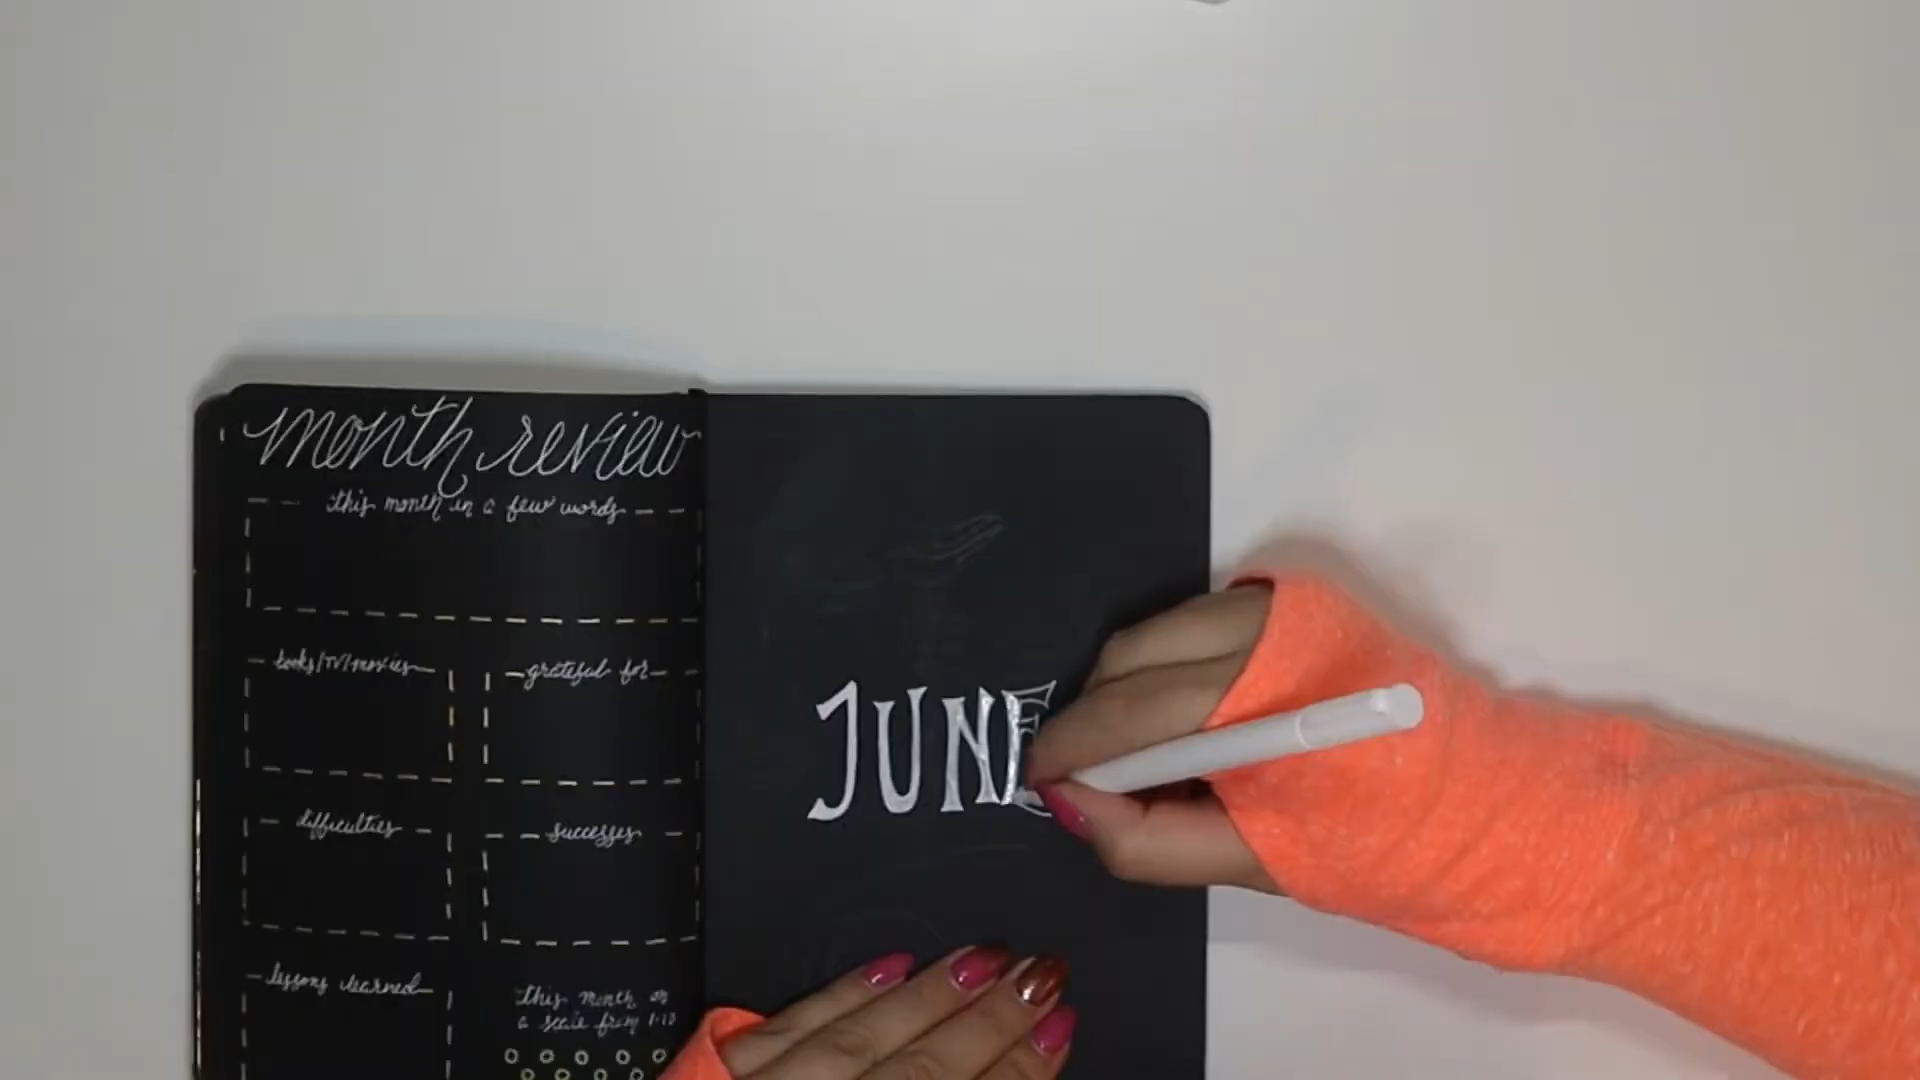 month review
this month in a few words
books/TV/movies
grateful for
difficulties
successes
lessons learned
this month on
a scale from 1-10
JUNE